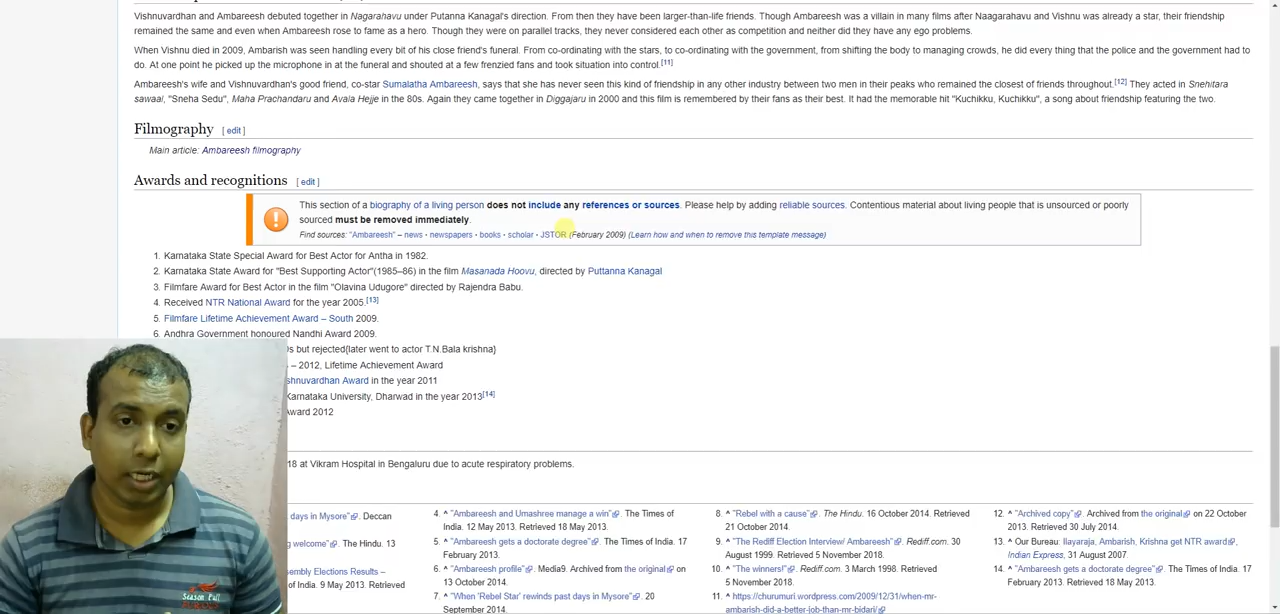 Vishnuvardhan and Ambareesh debuted together in Nagarahavu under Putanna Kanagal's direction. From then they have been larger-than-life friends. Though Ambareesh was a villain in many films after Naagarahavu and Vishnu was already a star, their friendship
remained the same and even when Ambareesh rose to fame as a hero. Though they were on parallel tracks, they never considered each other as competition and neither did they have any ego problems.
When Vishnu died in 2009, Ambarish was seen handling every bit of his close friend's funeral. From co-ordinating with the stars, to co-ordinating with the government, from shifting the body to managing crowds, he did every thing that the police and the government had to
do. At one point he picked up the microphone in at the funeral and shouted at a few frenzied fans and took situation into control.[11]
Ambareesh's wife and Vishnuvardhan's good friend, co-star Sumalatha Ambareesh, says that she has never seen this kind of friendship in any other industry between two men in their peaks who remained the closest of friends throughout.[12] They acted in Snehitara
sawaal, "Sneha Sedu", Maha Prachandaru and Avala Hejje in the 80s. Again they came together in Diggajaru in 2000 and this film is remembered by their fans as their best. It had the memorable hit "Kuchikku, Kuchikku", a song about friendship featuring the two.
Filmography [ edit ]
Main article: Ambareesh filmography
Awards and recognitions [ edit ]
This section of a biography of a living person does not include any references or sources. Please help by adding reliable sources. Contentious material about living people that is unsourced or poorly
sourced must be removed immediately.
Find sources: "Ambareesh" – news · newspapers · books · scholar · JSTOR (February 2009) (Learn how and when to remove this template message)
1. Karnataka State Special Award for Best Actor for Antha in 1982.
2. Karnataka State Award for "Best Supporting Actor"(1985–86) in the film Masanada Hoovu, directed by Puttanna Kanagal
3. Filmfare Award for Best Actor in the film "Olavina Udugore" directed by Rajendra Babu.
4. Received NTR National Award for the year 2005.[13]
5. Filmfare Lifetime Achievement Award – South 2009.
6. Andhra Government honoured Nandhi Award 2009.
s but rejected{later went to actor T.N.Bala krishna}
– 2012, Lifetime Achievement Award
shnuvardhan Award in the year 2011
Karnataka University, Dharwad in the year 2013[14]
Award 2012
18 at Vikram Hospital in Bengaluru due to acute respiratory problems.
days in Mysore". Deccan
g welcome". The Hindu. 13
sembly Elections Results –
of India. 9 May 2013. Retrieved
4. ^ "Ambareesh and Umashree manage a win". The Times of
India. 12 May 2013. Retrieved 18 May 2013.
5. ^ "Ambareesh gets a doctorate degree". The Times of India. 17
February 2013.
6. ^ "Ambareesh profile". Media9. Archived from the original on
13 October 2014.
7. ^ "When 'Rebel Star' rewinds past days in Mysore". 20
September 2014.
8. ^ "Rebel with a cause". The Hindu. 16 October 2014. Retrieved
21 October 2014.
9. ^ "The Rediff Election Interview/ Ambareesh". Rediff.com. 30
August 1999. Retrieved 5 November 2018.
10. ^ "The winners!". Rediff.com. 3 March 1998. Retrieved
5 November 2018.
11. ^ https://churumuri.wordpress.com/2009/12/31/when-mr-
ambarish-did-a-better-job-than-mr-bidari/
12. ^ "Archived copy". Archived from the original on 22 October
2013. Retrieved 30 July 2014.
13. ^ Our Bureau: Ilayaraja, Ambarish, Krishna get NTR award,
Indian Express, 31 August 2007.
14. ^ "Ambareesh gets a doctorate degree". The Times of India. 17
February 2013. Retrieved 18 May 2013.